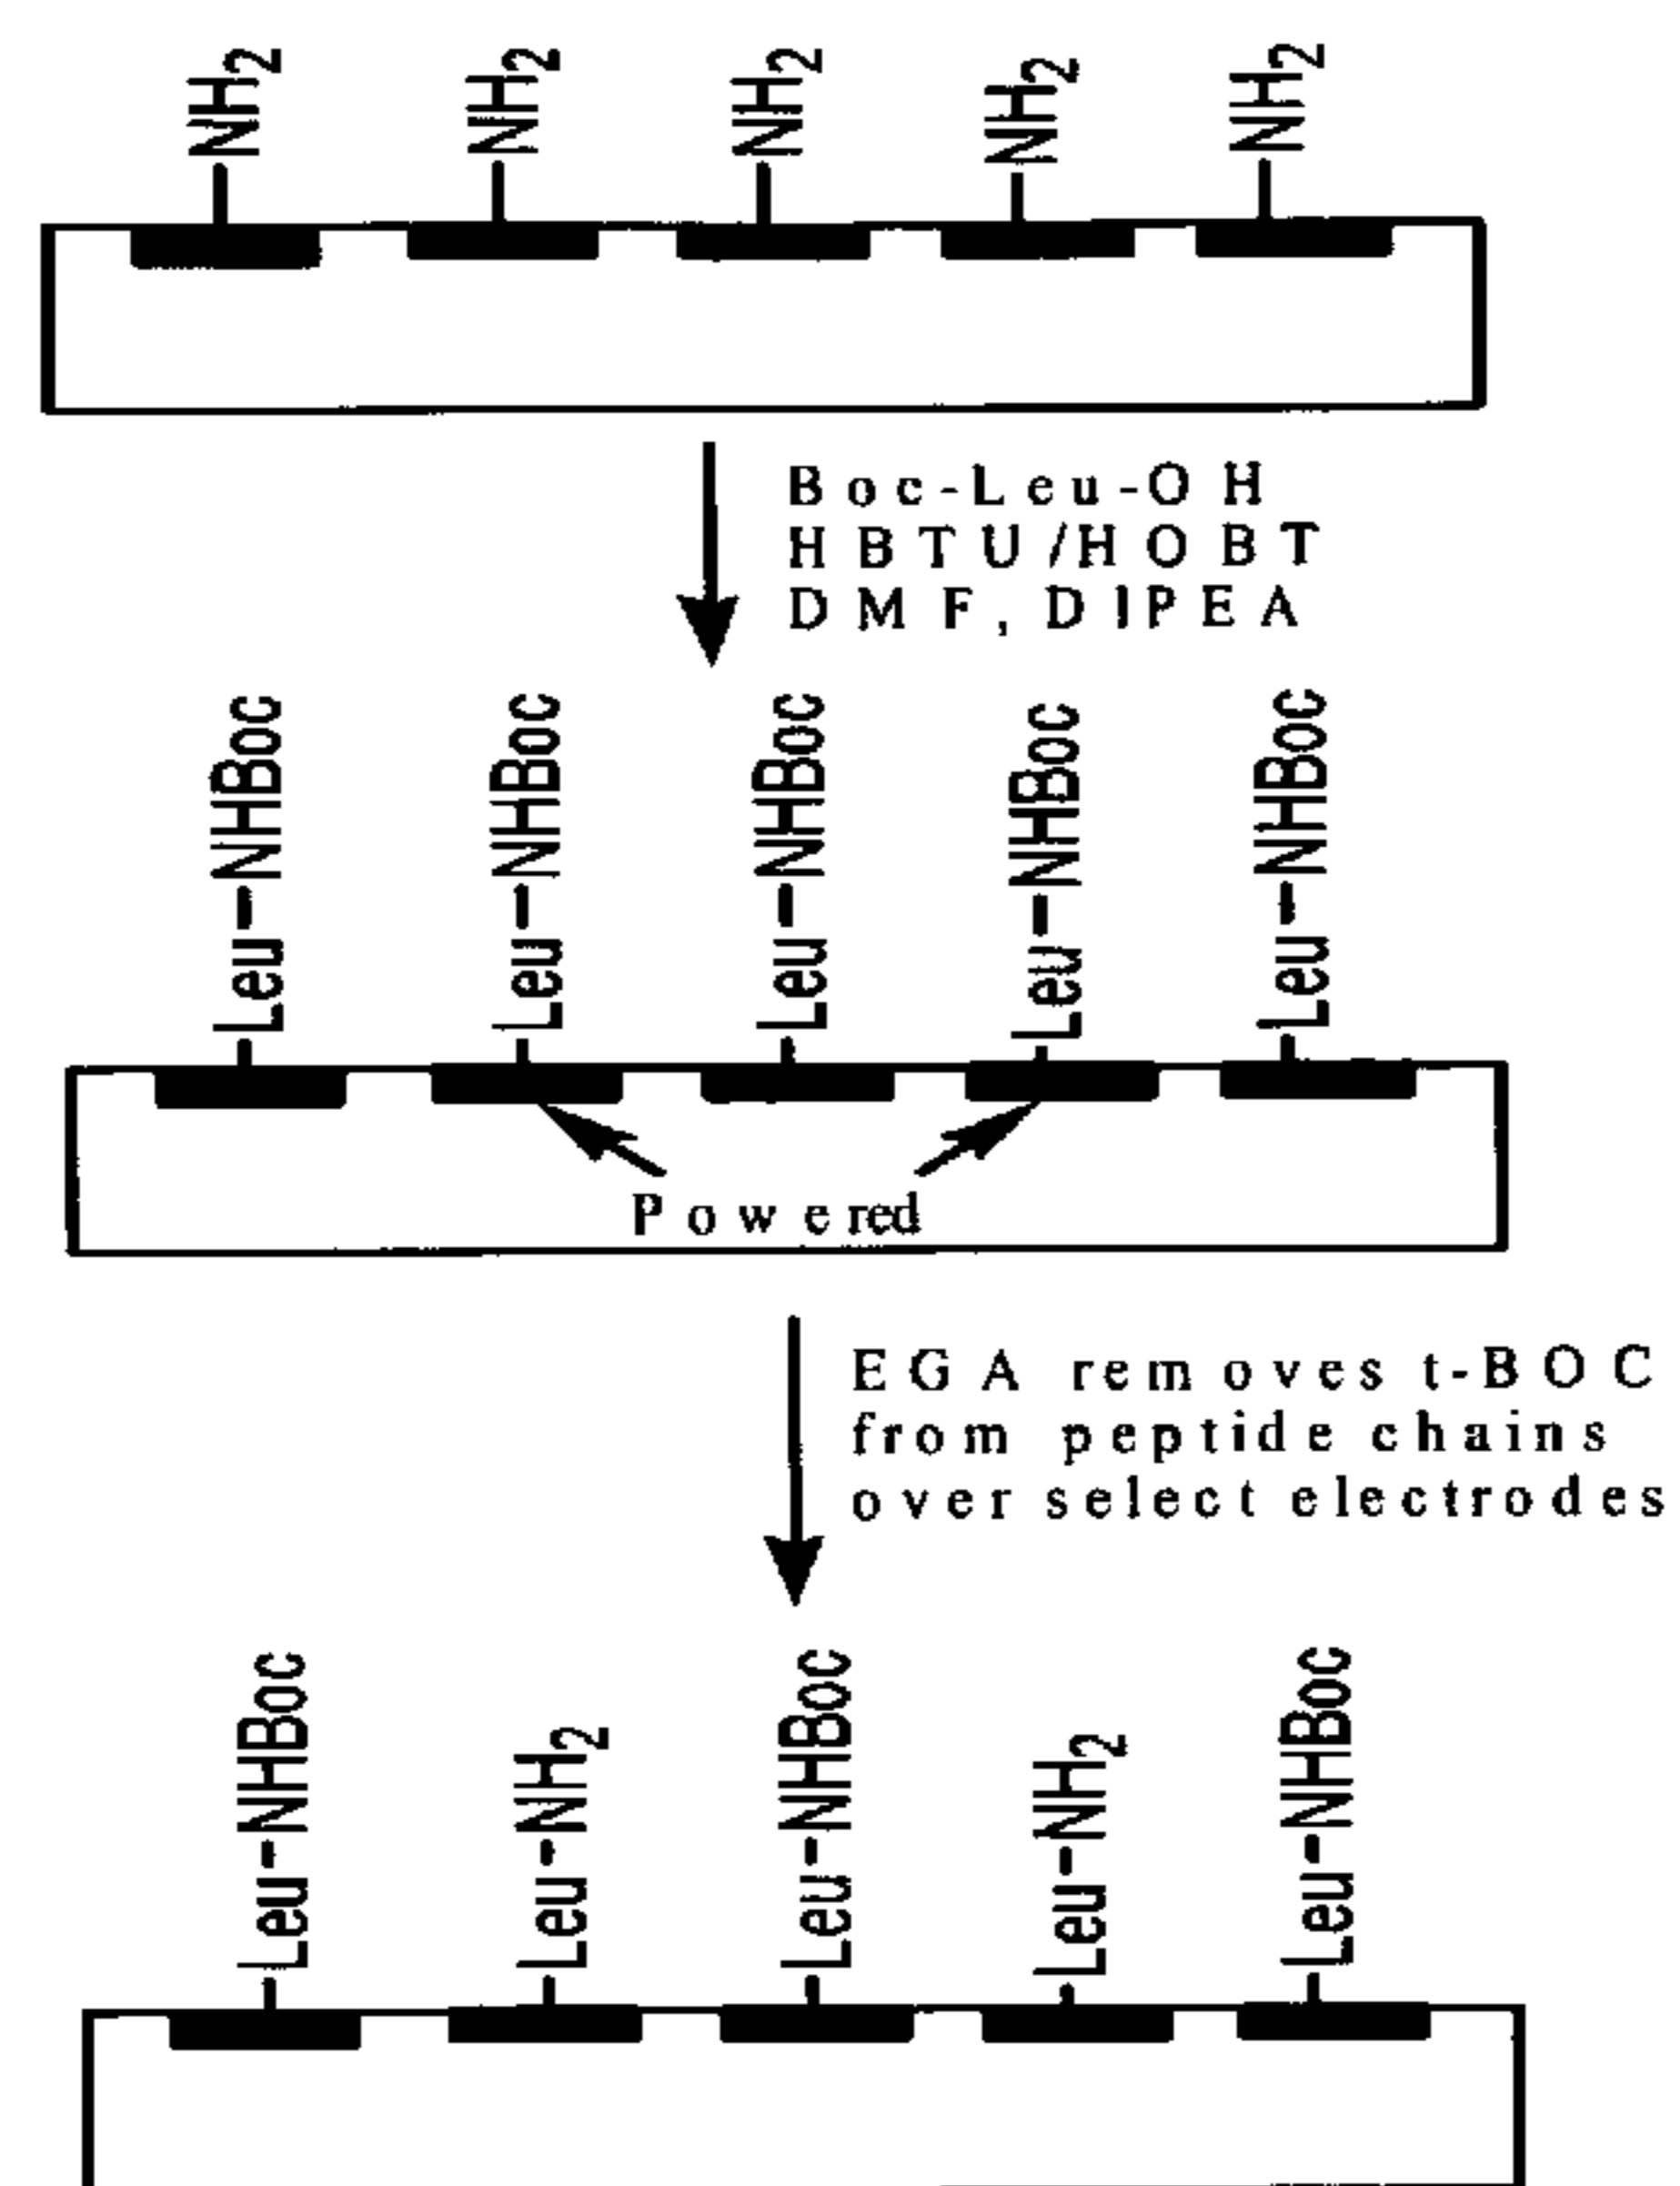 NH2 NH2 NH2 NH2 NH2
Boc-Leu-OH
HBTU/HOBT
DMF, DIPEA
Leu-NHBoc Leu-NHBoc Leu-NHBoc Leu-NHBoc Leu-NHBoc
Powered
EGA removes t-BOC
from peptide chains
over select electrodes
Leu-NHBoc Leu-NH2 Leu-NHBoc Leu-NH2 Leu-NHBoc